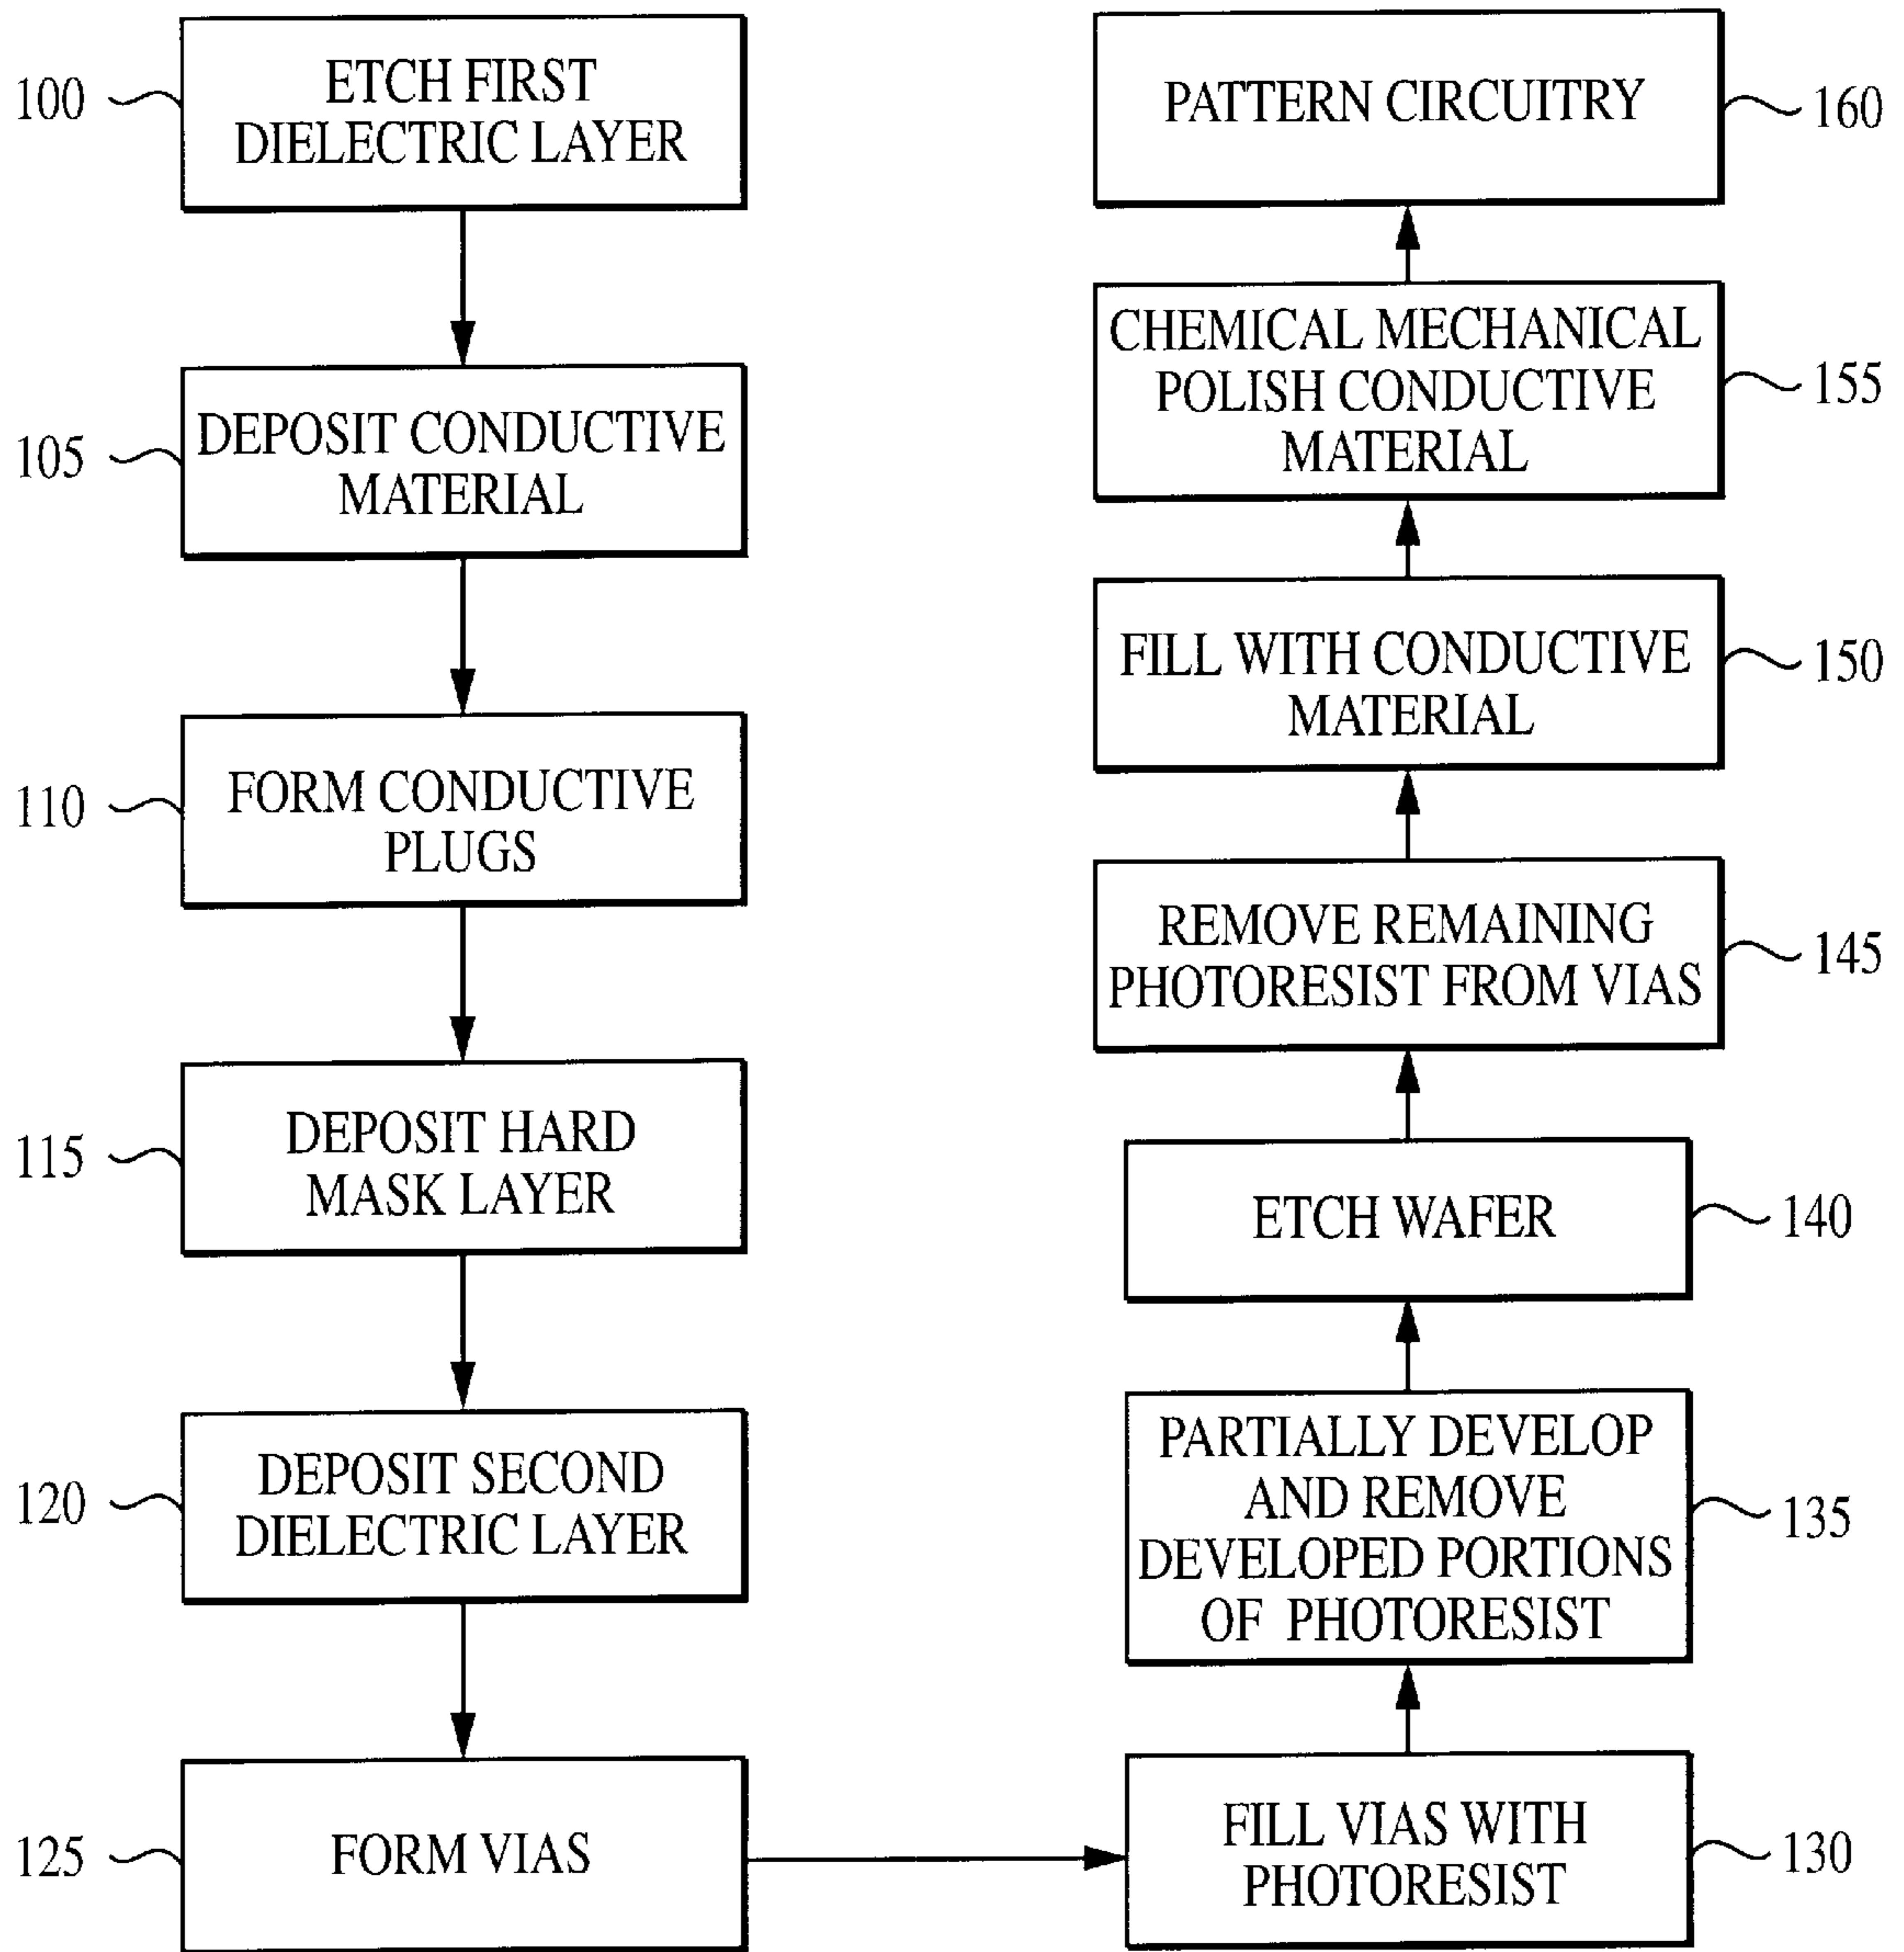 100
ETCH FIRST
DIELECTRIC LAYER
105
DEPOSIT CONDUCTIVE
MATERIAL
110
FORM CONDUCTIVE
PLUGS
115
DEPOSIT HARD
MASK LAYER
120
DEPOSIT SECOND
DIELECTRIC LAYER
125
FORM VIAS
FILL VIAS WITH
PHOTORESIST
130
PARTIALLY DEVELOP
AND REMOVE
DEVELOPED PORTIONS
OF PHOTORESIST
135
ETCH WAFER
140
REMOVE REMAINING
PHOTORESIST FROM VIAS
145
FILL WITH CONDUCTIVE
MATERIAL
150
CHEMICAL MECHANICAL
POLISH CONDUCTIVE
MATERIAL
155
PATTERN CIRCUITRY
160